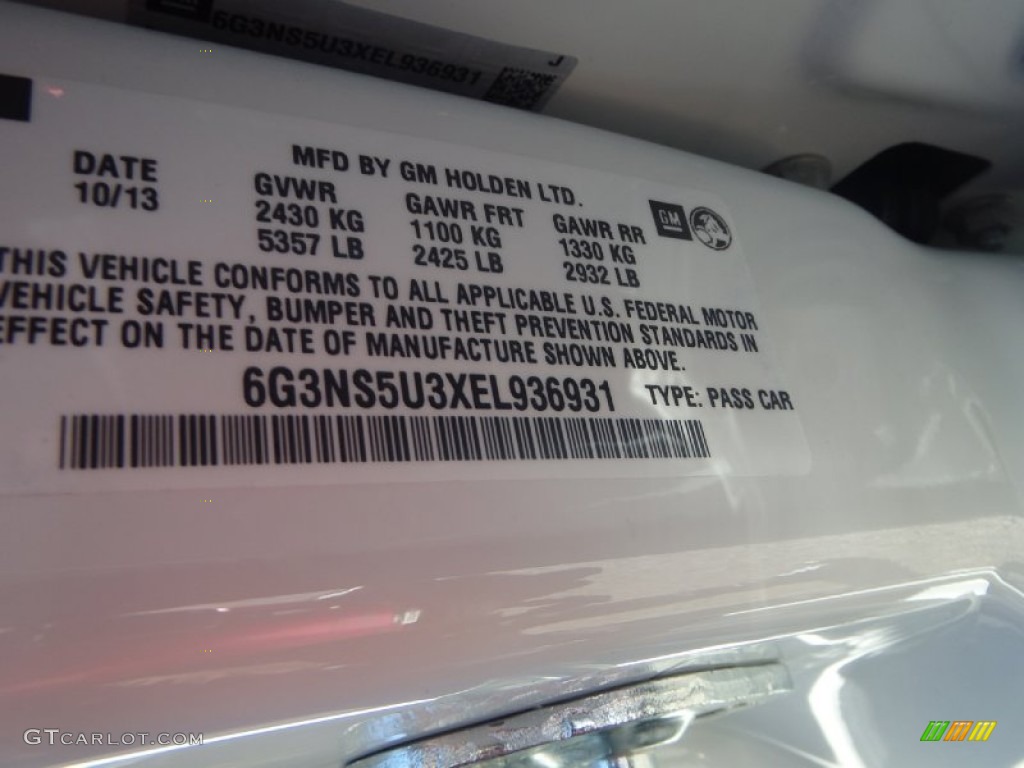 6G3NS5U3XEL936931 J
MFD BY GM HOLDEN LTD.
DATE
10/13
GVWR GAWR FRT GAWR RR GM
2430 KG 1100 KG 1330 KG
5357 LB 2425 LB 2932 LB
THIS VEHICLE CONFORMS TO ALL APPLICABLE U.S. FEDERAL MOTOR
VEHICLE SAFETY, BUMPER AND THEFT PREVENTION STANDARDS IN
EFFECT ON THE DATE OF MANUFACTURE SHOWN ABOVE.
6G3NS5U3XEL936931 TYPE: PASS CAR
GTCARLOT.COM